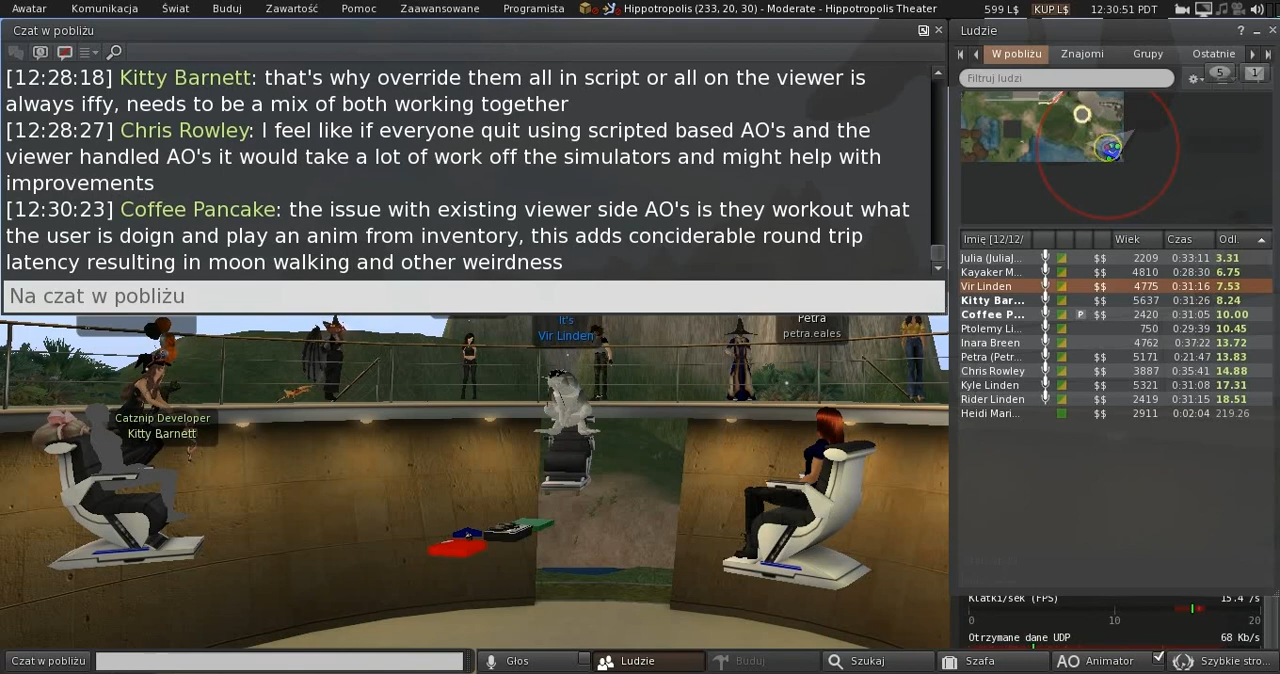 Awatar Komunikacja Świat Buduj Zawartość Pomoc Zaawansowane Programista Hippotropolis (233, 20, 30) - Moderate - Hippotropolis Theater 599 L$ KUP L$ 12:30:51 PDT
Czat w pobliżu
[12:28:18] Kitty Barnett: that's why override them all in script or all on the viewer is
always iffy, needs to be a mix of both working together
[12:28:27] Chris Rowley: I feel like if everyone quit using scripted based AO's and the
viewer handled AO's it would take a lot of work off the simulators and might help with
improvements
[12:30:23] Coffee Pancake: the issue with existing viewer side AO's is they workout what
the user is doign and play an anim from inventory, this adds conciderable round trip
latency resulting in moon walking and other weirdness
Na czat w pobliżu
It's
Vir Linden
Petra
petra.eales
Catznip Developer
Kitty Barnett
Ludzie
W pobliżu Znajomi Grupy Ostatnie
Filtruj ludzi
5 1
Imię [12/12/ Wiek Czas Odl.
Julia (JuliaJ... $$ 2209 0:33:11 3.31
Kayaker M... $$ 4810 0:28:30 6.75
Vir Linden $$ 4775 0:31:16 7.53
Kitty Bar... $$ 5637 0:31:26 8.24
Coffee P... P $$ 2420 0:31:05 10.00
Ptolemy Li... 750 0:29:39 10.45
Inara Breen 4762 0:37:22 13.72
Petra (Petr... $$ 5171 0:21:47 13.83
Chris Rowley $$ 3887 0:35:41 14.88
Kyle Linden $$ 5321 0:31:08 17.31
Rider Linden $$ 2419 0:31:15 18.51
Heidi Mari... $$ 2911 0:02:04 219.26
Klatki/sek (FPS) 15.4 /s
0 10 20
Otrzymane dane UDP 68 Kb/s
Czat w pobliżu Głos Ludzie Buduj Szukaj Szafa AO Animator Szybkie stro...